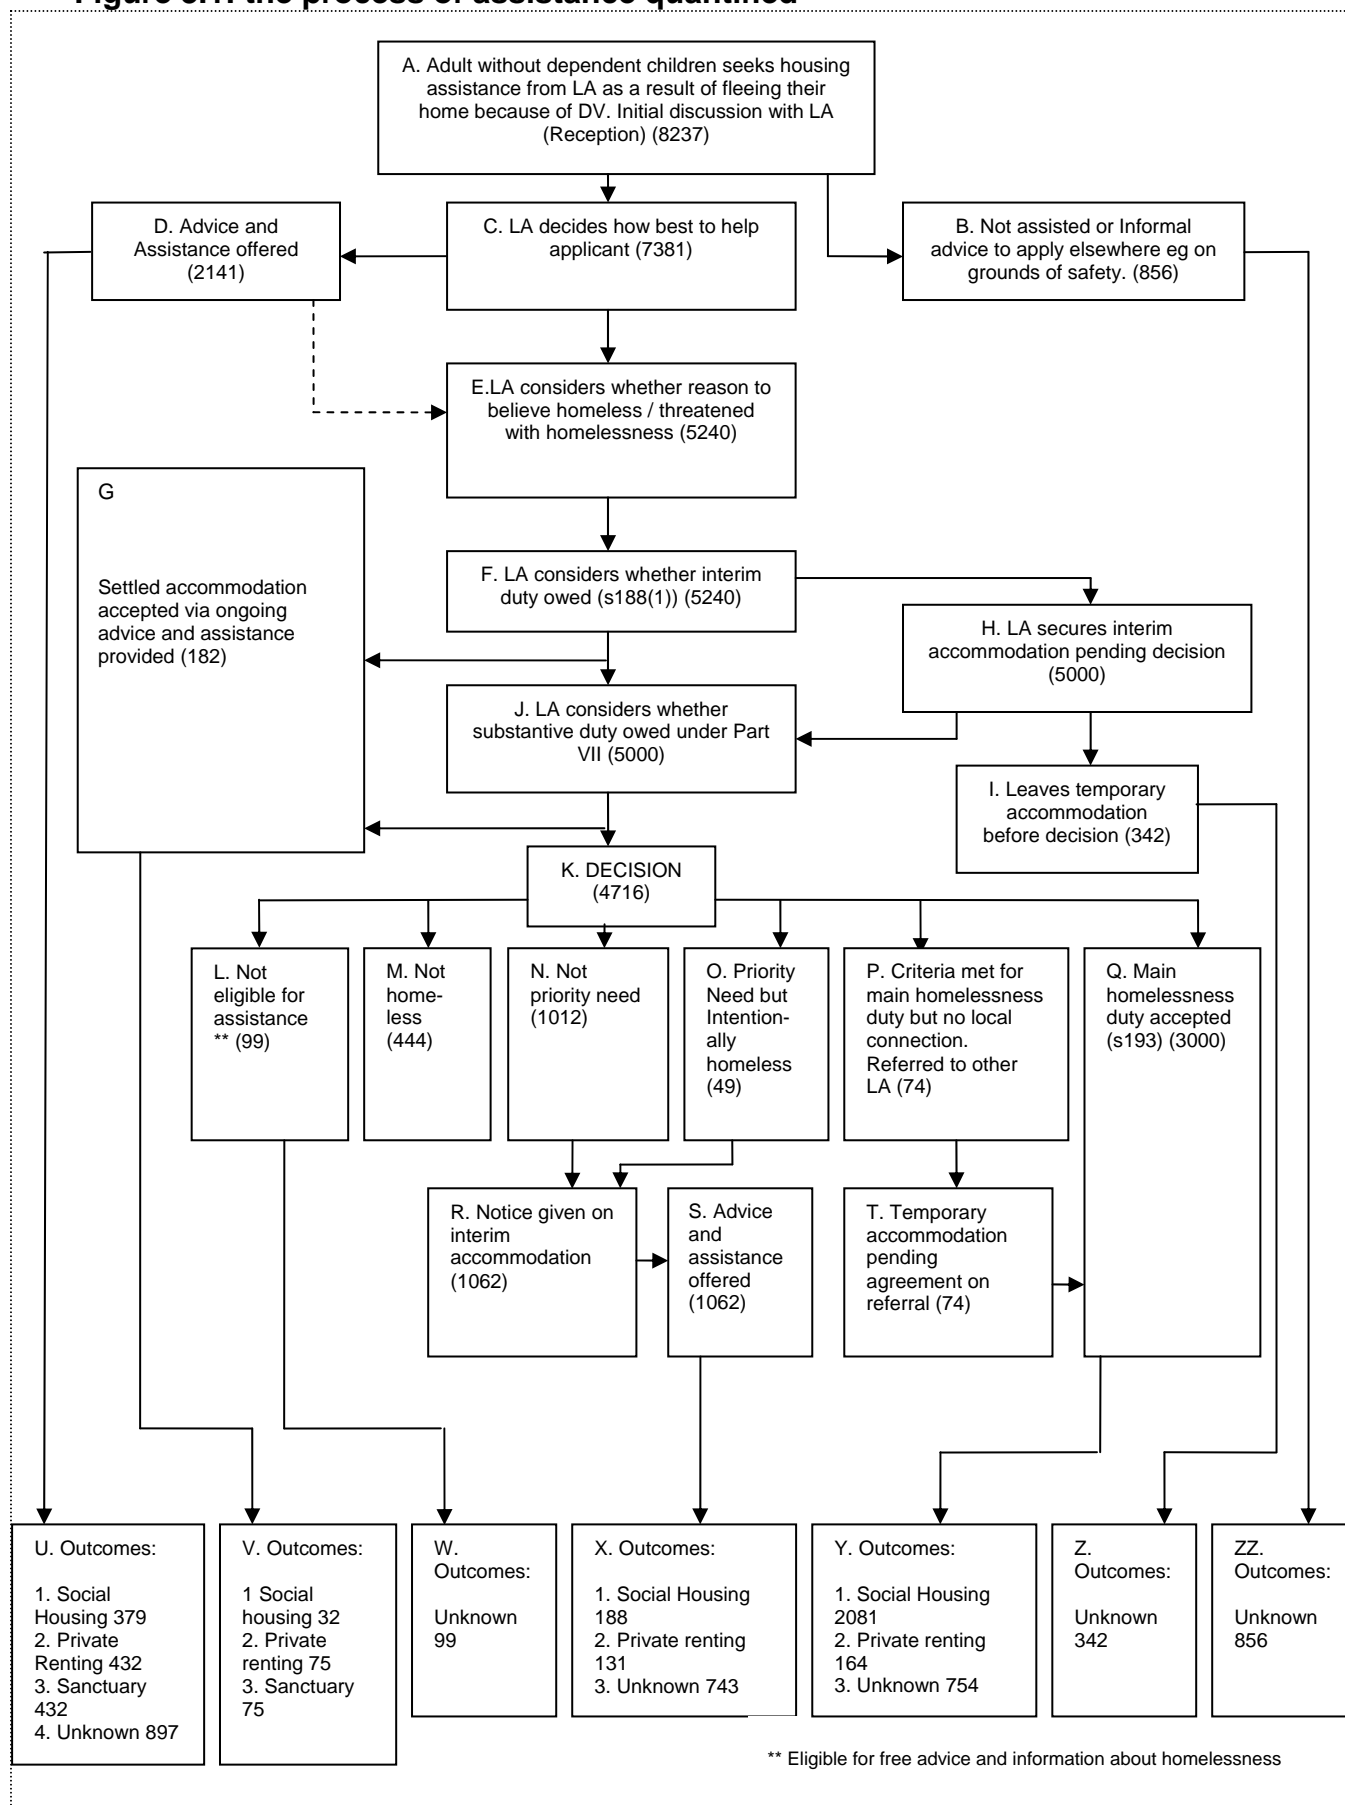 Figure 5.1: the process of assistance quantified
A. Adult without dependent children seeks housing
assistance from LA as a result of fleeing their
home because of DV. Initial discussion with LA
(Reception) (8237)
D. Advice and
Assistance offered
(2141)
C. LA decides how best to help
applicant (7381)
B. Not assisted or Informal
advice to apply elsewhere eg on
grounds of safety. (856)
E.LA considers whether reason to
believe homeless / threatened
with homelessness (5240)
G
Settled accommodation
accepted via ongoing
advice and assistance
provided (182)
F. LA considers whether interim
duty owed (s188(1)) (5240)
H. LA secures interim
accommodation pending decision
(5000)
J. LA considers whether
substantive duty owed under Part
VII (5000)
I. Leaves temporary
accommodation
before decision (342)
K. DECISION
(4716)
L. Not
eligible for
assistance
** (99)
M. Not
home-
less
(444)
N. Not
priority need
(1012)
O. Priority
Need but
Intention-
ally
homeless
(49)
P. Criteria met for
main homelessness
duty but no local
connection.
Referred to other
LA (74)
Q. Main
homelessness
duty accepted
(s193) (3000)
R. Notice given on
interim
accommodation
(1062)
S. Advice
and
assistance
offered
(1062)
T. Temporary
accommodation
pending
agreement on
referral (74)
U. Outcomes:
1. Social
Housing 379
2. Private
Renting 432
3. Sanctuary
432
4. Unknown 897
V. Outcomes:
1 Social
housing 32
2. Private
renting 75
3. Sanctuary
75
W.
Outcomes:
Unknown
99
X. Outcomes:
1. Social Housing
188
2. Private renting
131
3. Unknown 743
Y. Outcomes:
1. Social Housing
2081
2. Private renting
164
3. Unknown 754
Z.
Outcomes:
Unknown
342
ZZ.
Outcomes:
Unknown
856
** Eligible for free advice and information about homelessness